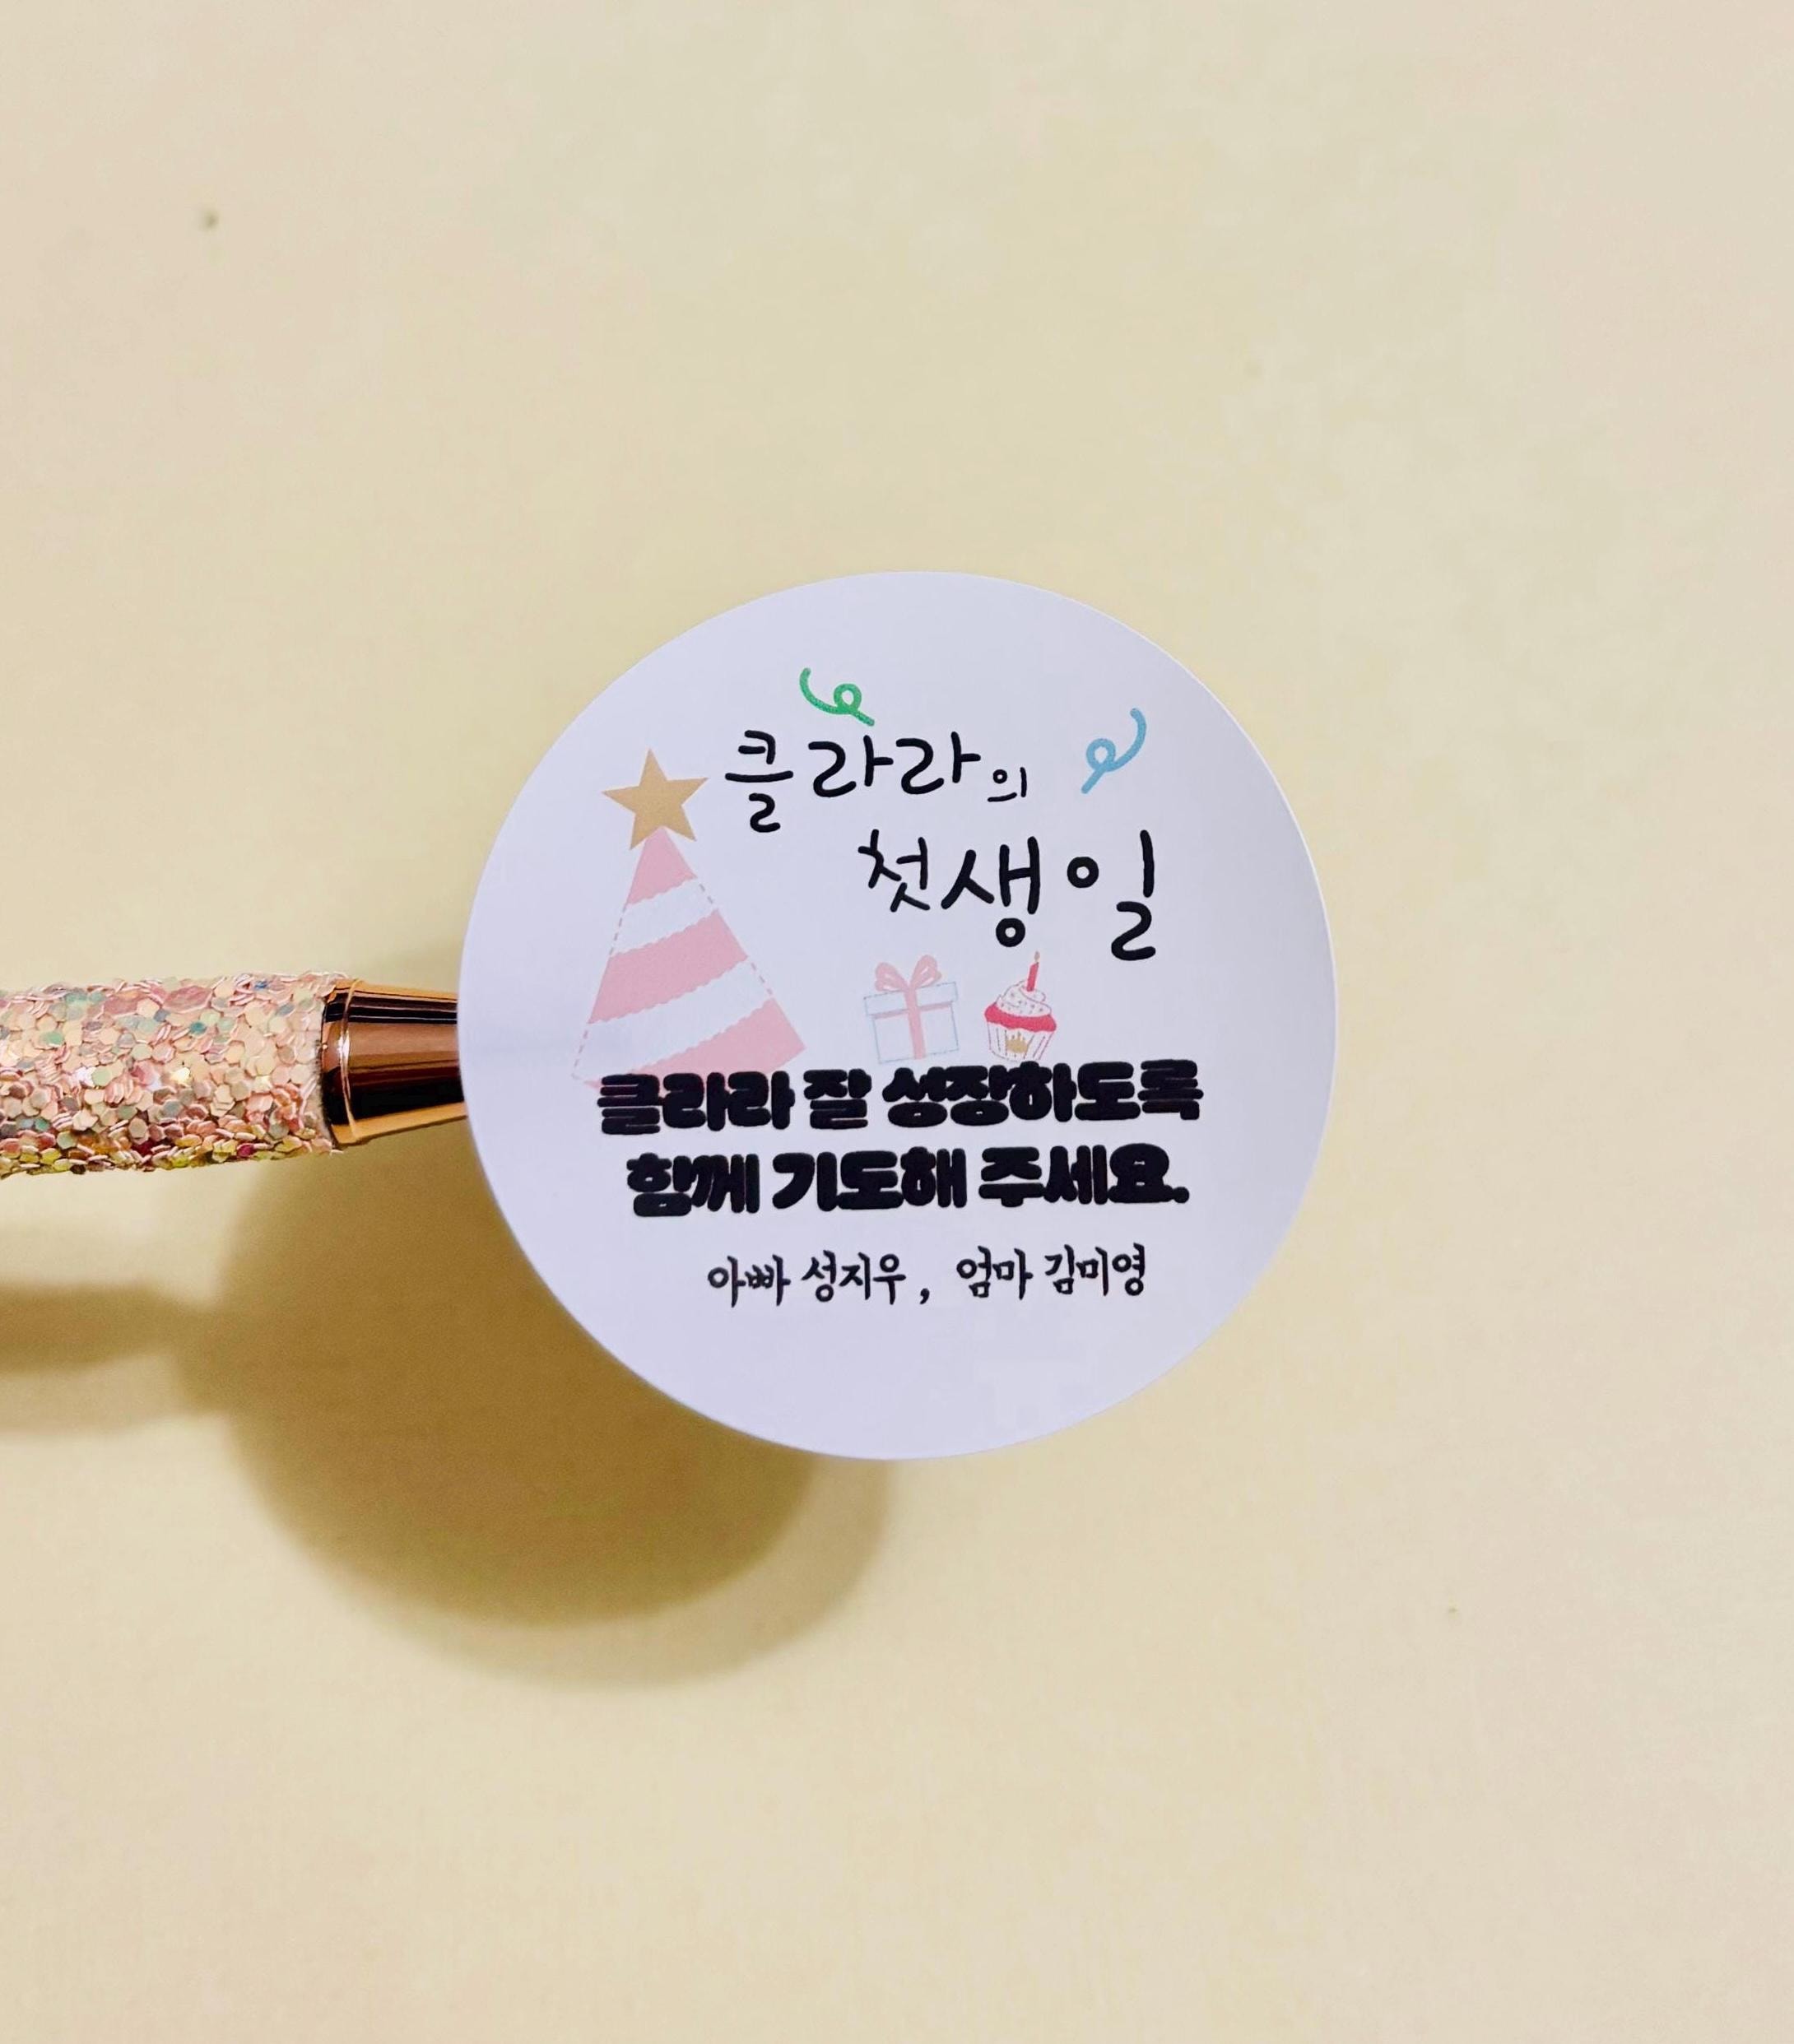 클라라의
첫생일
클라라 잘 성장하도록
함께 기도해 주세요.
아빠 성지우, 엄마 김미영